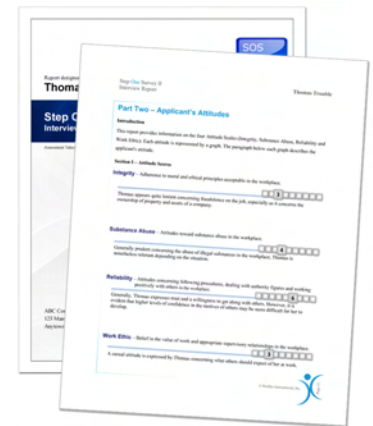 SOS
Report designed
Thoma
Step O
Interview
ABC Co
123 Main
Anytown
Step One Survey II
Interview Report
Thomas Trouble
Part Two – Applicant's Attitudes
Introduction
This report provides information on the four Attitude Scales (Integrity, Substance Abuse, Reliability and
Work Ethic). Each attitude is represented by a graph. The paragraph below each graph describes the
applicant's attitude.
Section I – Attitude Source
Integrity - Adherence to moral and ethical principles acceptable in the workplace.
3
Thomas appears quite lenient concerning fraudulence on the job, especially as it concerns the
ownership of property and assets of a company.
Substance Abuse - Attitudes toward substance abuse in the workplace.
4
Generally prudent concerning the abuse of illegal substances in the workplace, Thomas is
nonetheless tolerant depending on the situation.
Reliability - Attitudes concerning following procedures, dealing with authority figures and working
positively with others in the workplace.
6
Generally, Thomas expresses trust and a willingness to get along with others. However, it is
evident that higher levels of confidence in the motives of others may be more difficult for her to
develop.
Work Ethic - Belief in the value of work and appropriate supervisory relationships in the workplace.
3
A casual attitude is expressed by Thomas concerning what others should expect of her at work.